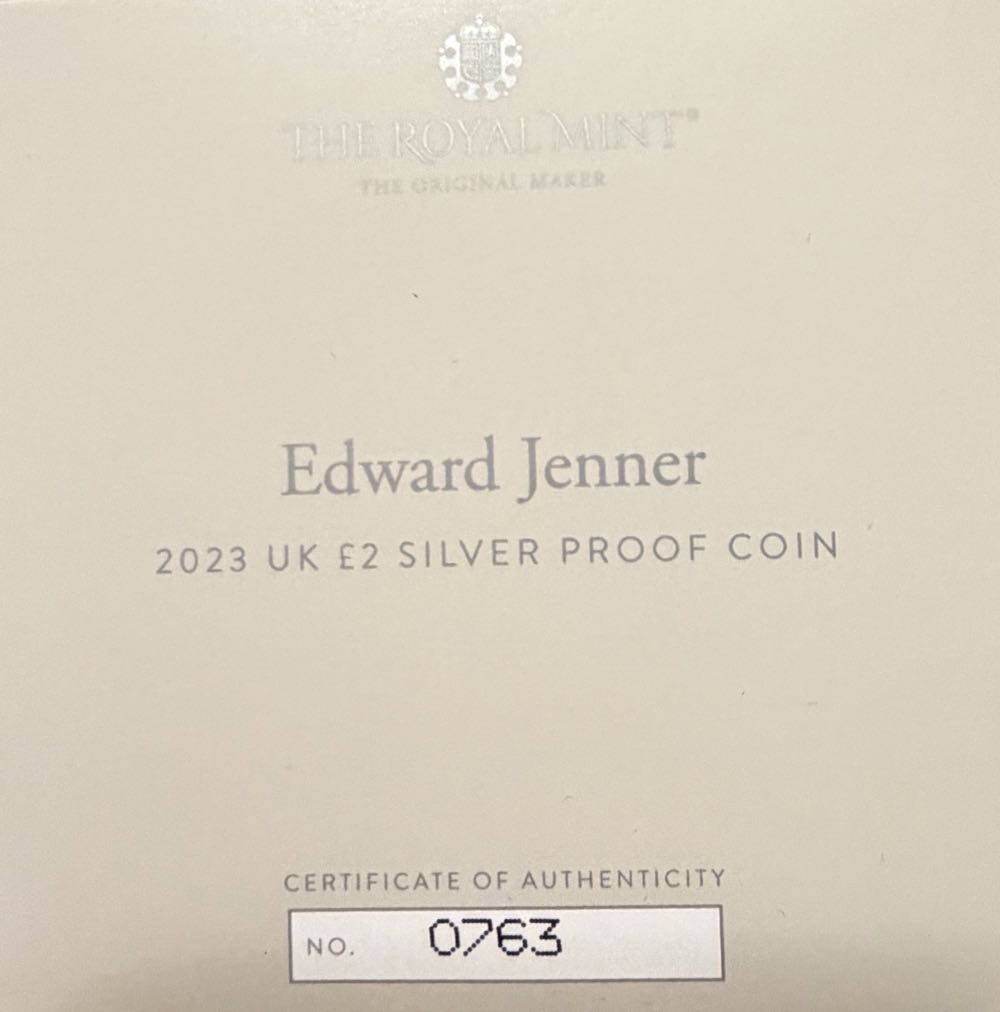 THE ROYAL MINT®
THE ORIGINAL MAKER
Edward Jenner
2023 UK £2 SILVER PROOF COIN
CERTIFICATE OF AUTHENTICITY
NO. 0763